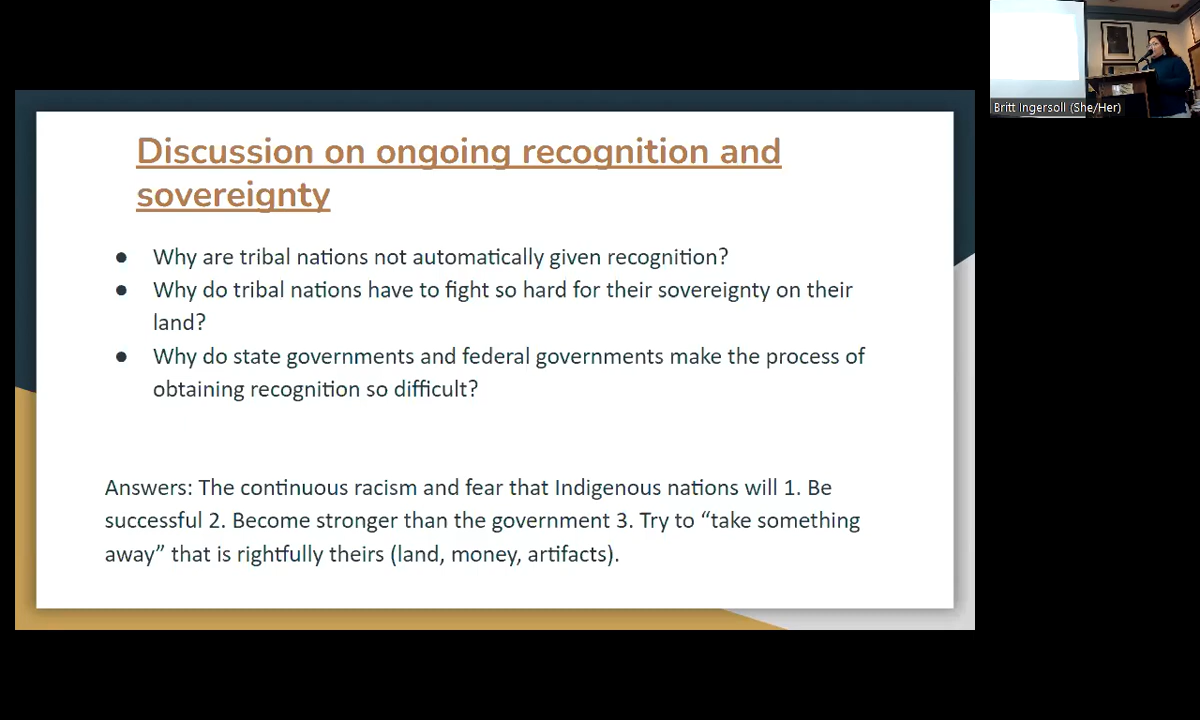 Discussion on ongoing recognition and
sovereignty
● Why are tribal nations not automatically given recognition?
● Why do tribal nations have to fight so hard for their sovereignty on their
land?
● Why do state governments and federal governments make the process of
obtaining recognition so difficult?
Answers: The continuous racism and fear that Indigenous nations will 1. Be
successful 2. Become stronger than the government 3. Try to “take something
away” that is rightfully theirs (land, money, artifacts).
Britt Ingersoll (She/Her)